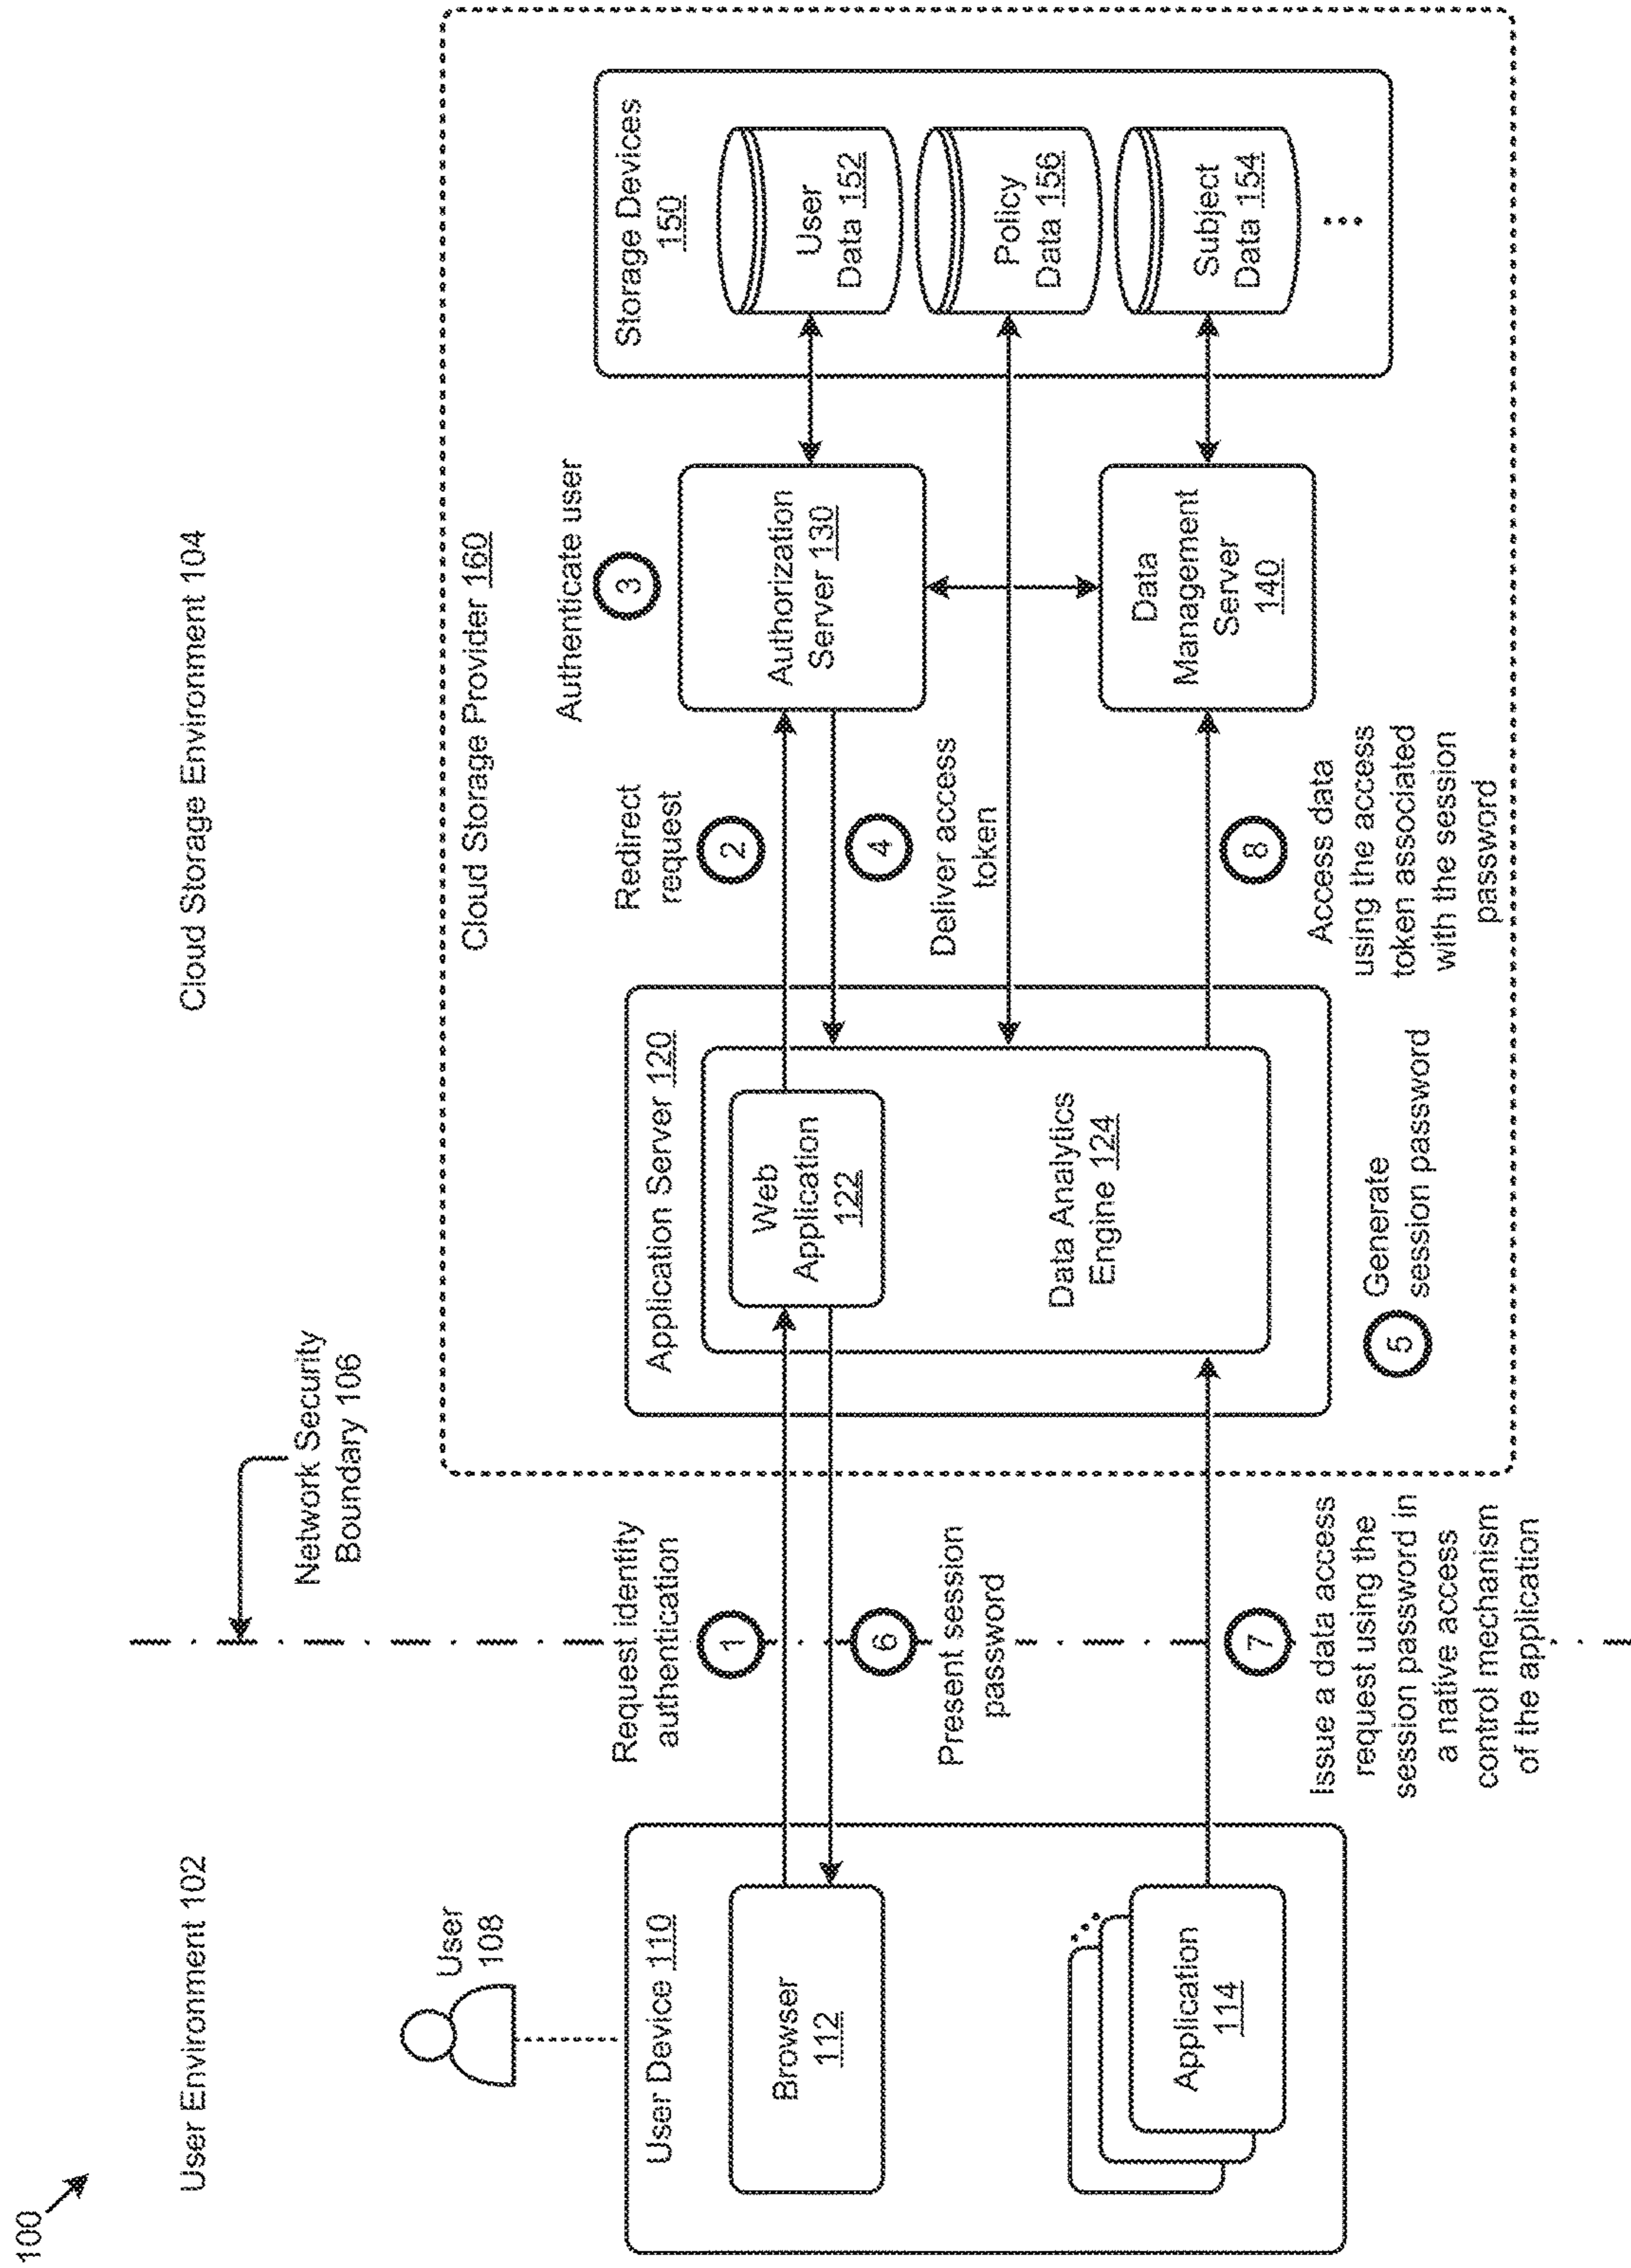 100
User Environment 102
Cloud Storage Environment 104
Network Security
Boundary 106
User
108
User Device 110
Browser
112
Application
114
Request identity
authentication
1
6
Present session
password
7
Issue a data access
request using the
session password in
a native access
control mechanism
of the application
Cloud Storage Provider 160
Application Server 120
Web
Application
122
Data Analytics
Engine 124
5
Generate
session password
Redirect
request
2
4
Deliver access
token
8
Access data
using the access
token associated
with the session
password
Authenticate user
3
Authorization
Server 130
Data
Management
Server
140
Storage Devices
150
User
Data 152
Policy
Data 156
Subject
Data 154